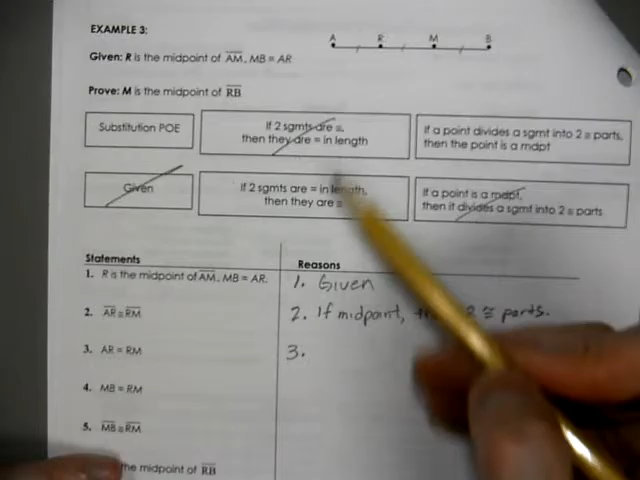 EXAMPLE 3:
A R M B
Given: R is the midpoint of AM, MB = AR
Prove: M is the midpoint of RB
Substitution POE
If 2 sgmts are ≅,
then they are = in length
If a point divides a sgmt into 2 ≅ parts,
then the point is a mdpt
Given
If 2 sgmts are = in length,
then they are ≅
If a point is a mdpt,
then it divides a sgmt into 2 ≅ parts
Statements
Reasons
1. R is the midpoint of AM, MB = AR.
1. Given
2. AR ≅ RM
2. If midpoint, 2 ≅ parts.
3. AR = RM
3.
4. MB = RM
5. MB ≅ RM
the midpoint of RB